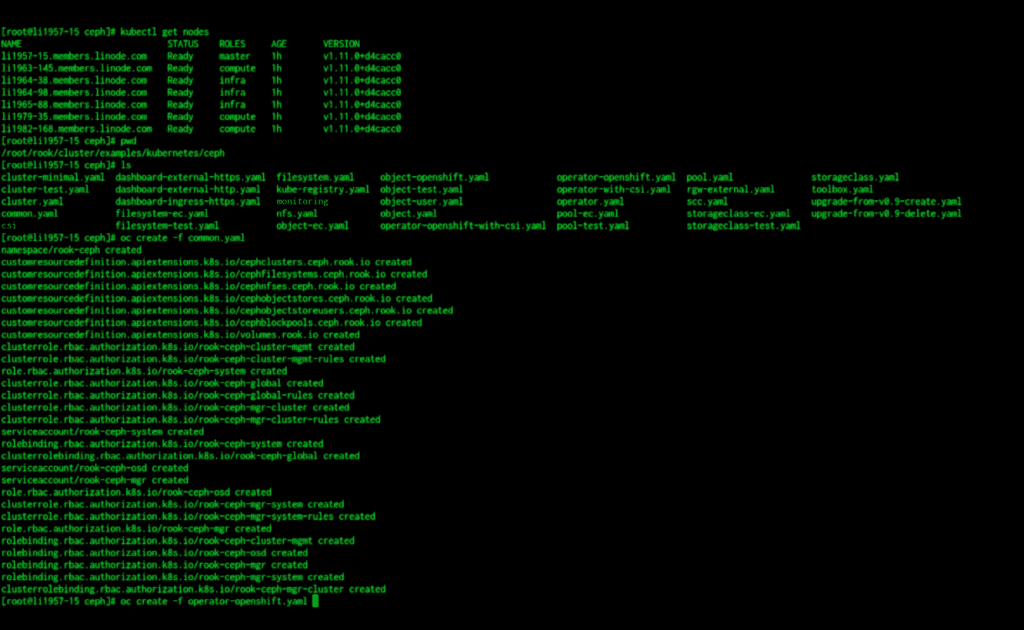 [root@li1957-15 ceph]# kubectl get nodes
NAME STATUS ROLES AGE VERSION
li1957-15.members.linode.com Ready master 1h v1.11.0+d4cacc0
li1963-145.members.linode.com Ready compute 1h v1.11.0+d4cacc0
li1964-38.members.linode.com Ready infra 1h v1.11.0+d4cacc0
li1964-98.members.linode.com Ready infra 1h v1.11.0+d4cacc0
li1965-88.members.linode.com Ready infra 1h v1.11.0+d4cacc0
li1979-35.members.linode.com Ready compute 1h v1.11.0+d4cacc0
li1982-168.members.linode.com Ready compute 1h v1.11.0+d4cacc0
[root@li1957-15 ceph]# pwd
/root/rook/cluster/examples/kubernetes/ceph
[root@li1957-15 ceph]# ls
cluster-minimal.yaml dashboard-external-https.yaml filesystem.yaml object-openshift.yaml operator-openshift.yaml pool.yaml storageclass.yaml
cluster-test.yaml dashboard-external-http.yaml kube-registry.yaml object-test.yaml operator-with-csi.yaml rgw-external.yaml toolbox.yaml
cluster.yaml dashboard-ingress-https.yaml monitoring object-user.yaml operator.yaml scc.yaml upgrade-from-v0.9-create.yaml
common.yaml filesystem-ec.yaml nfs.yaml object.yaml pool-ec.yaml storageclass-ec.yaml upgrade-from-v0.9-delete.yaml
csi filesystem-test.yaml object-ec.yaml operator-openshift-with-csi.yaml pool-test.yaml storageclass-test.yaml
[root@li1957-15 ceph]# oc create -f common.yaml
namespace/rook-ceph created
customresourcedefinition.apiextensions.k8s.io/cephclusters.ceph.rook.io created
customresourcedefinition.apiextensions.k8s.io/cephfilesystems.ceph.rook.io created
customresourcedefinition.apiextensions.k8s.io/cephnfses.ceph.rook.io created
customresourcedefinition.apiextensions.k8s.io/cephobjectstores.ceph.rook.io created
customresourcedefinition.apiextensions.k8s.io/cephobjectstoreusers.ceph.rook.io created
customresourcedefinition.apiextensions.k8s.io/cephblockpools.ceph.rook.io created
customresourcedefinition.apiextensions.k8s.io/volumes.rook.io created
clusterrole.rbac.authorization.k8s.io/rook-ceph-cluster-mgmt created
clusterrole.rbac.authorization.k8s.io/rook-ceph-cluster-mgmt-rules created
role.rbac.authorization.k8s.io/rook-ceph-system created
clusterrole.rbac.authorization.k8s.io/rook-ceph-global created
clusterrole.rbac.authorization.k8s.io/rook-ceph-global-rules created
clusterrole.rbac.authorization.k8s.io/rook-ceph-mgr-cluster created
clusterrole.rbac.authorization.k8s.io/rook-ceph-mgr-cluster-rules created
serviceaccount/rook-ceph-system created
rolebinding.rbac.authorization.k8s.io/rook-ceph-system created
clusterrolebinding.rbac.authorization.k8s.io/rook-ceph-global created
serviceaccount/rook-ceph-osd created
serviceaccount/rook-ceph-mgr created
role.rbac.authorization.k8s.io/rook-ceph-osd created
clusterrole.rbac.authorization.k8s.io/rook-ceph-mgr-system created
clusterrole.rbac.authorization.k8s.io/rook-ceph-mgr-system-rules created
role.rbac.authorization.k8s.io/rook-ceph-mgr created
rolebinding.rbac.authorization.k8s.io/rook-ceph-cluster-mgmt created
rolebinding.rbac.authorization.k8s.io/rook-ceph-osd created
rolebinding.rbac.authorization.k8s.io/rook-ceph-mgr created
rolebinding.rbac.authorization.k8s.io/rook-ceph-mgr-system created
clusterrolebinding.rbac.authorization.k8s.io/rook-ceph-mgr-cluster created
[root@li1957-15 ceph]# oc create -f operator-openshift.yaml